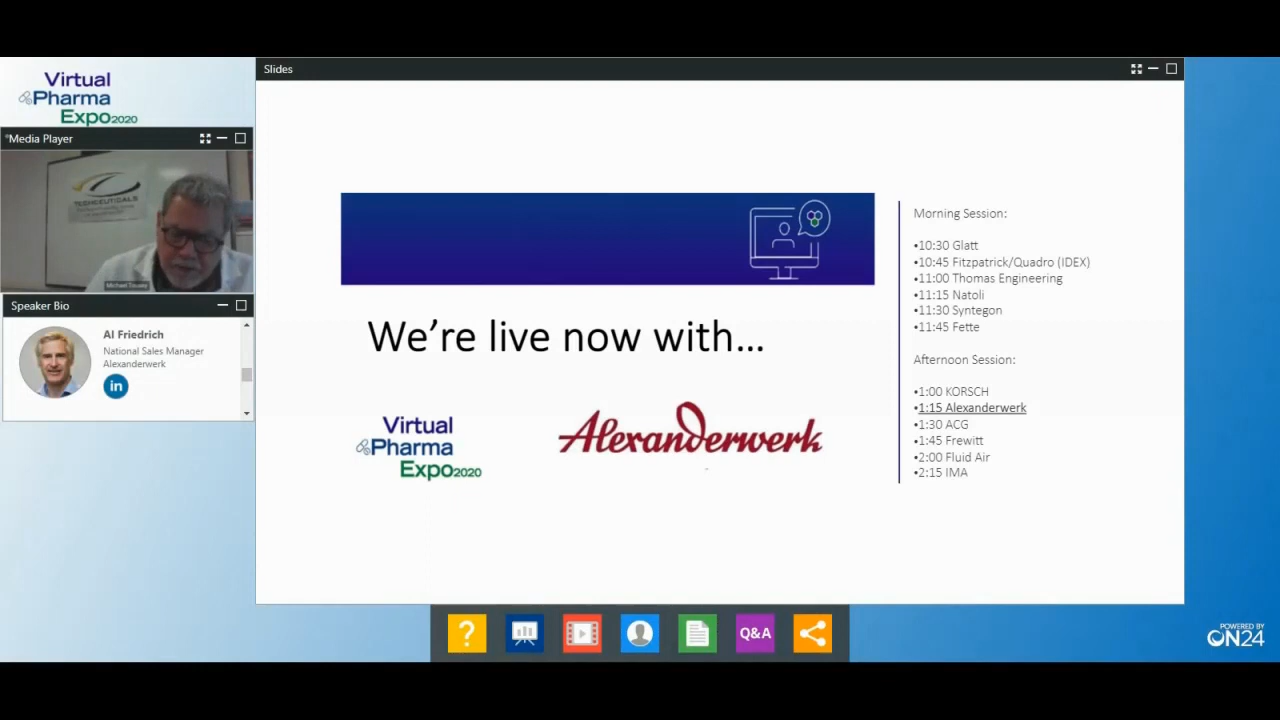 Virtual
Pharma
Expo2020
*Media Player
TECHCEUTICALS
Michael Tousey
Speaker Bio
Al Friedrich
National Sales Manager
Alexanderwerk
in
Slides
We're live now with…
Virtual
Pharma
Expo2020
Alexanderwerk
Morning Session:
•10:30 Glatt
•10:45 Fitzpatrick/Quadro (IDEX)
•11:00 Thomas Engineering
•11:15 Natoli
•11:30 Syntegon
•11:45 Fette
Afternoon Session:
•1:00 KORSCH
•1:15 Alexanderwerk
•1:30 ACG
•1:45 Frewitt
•2:00 Fluid Air
•2:15 IMA
?
Q&A
POWERED BY
ON24